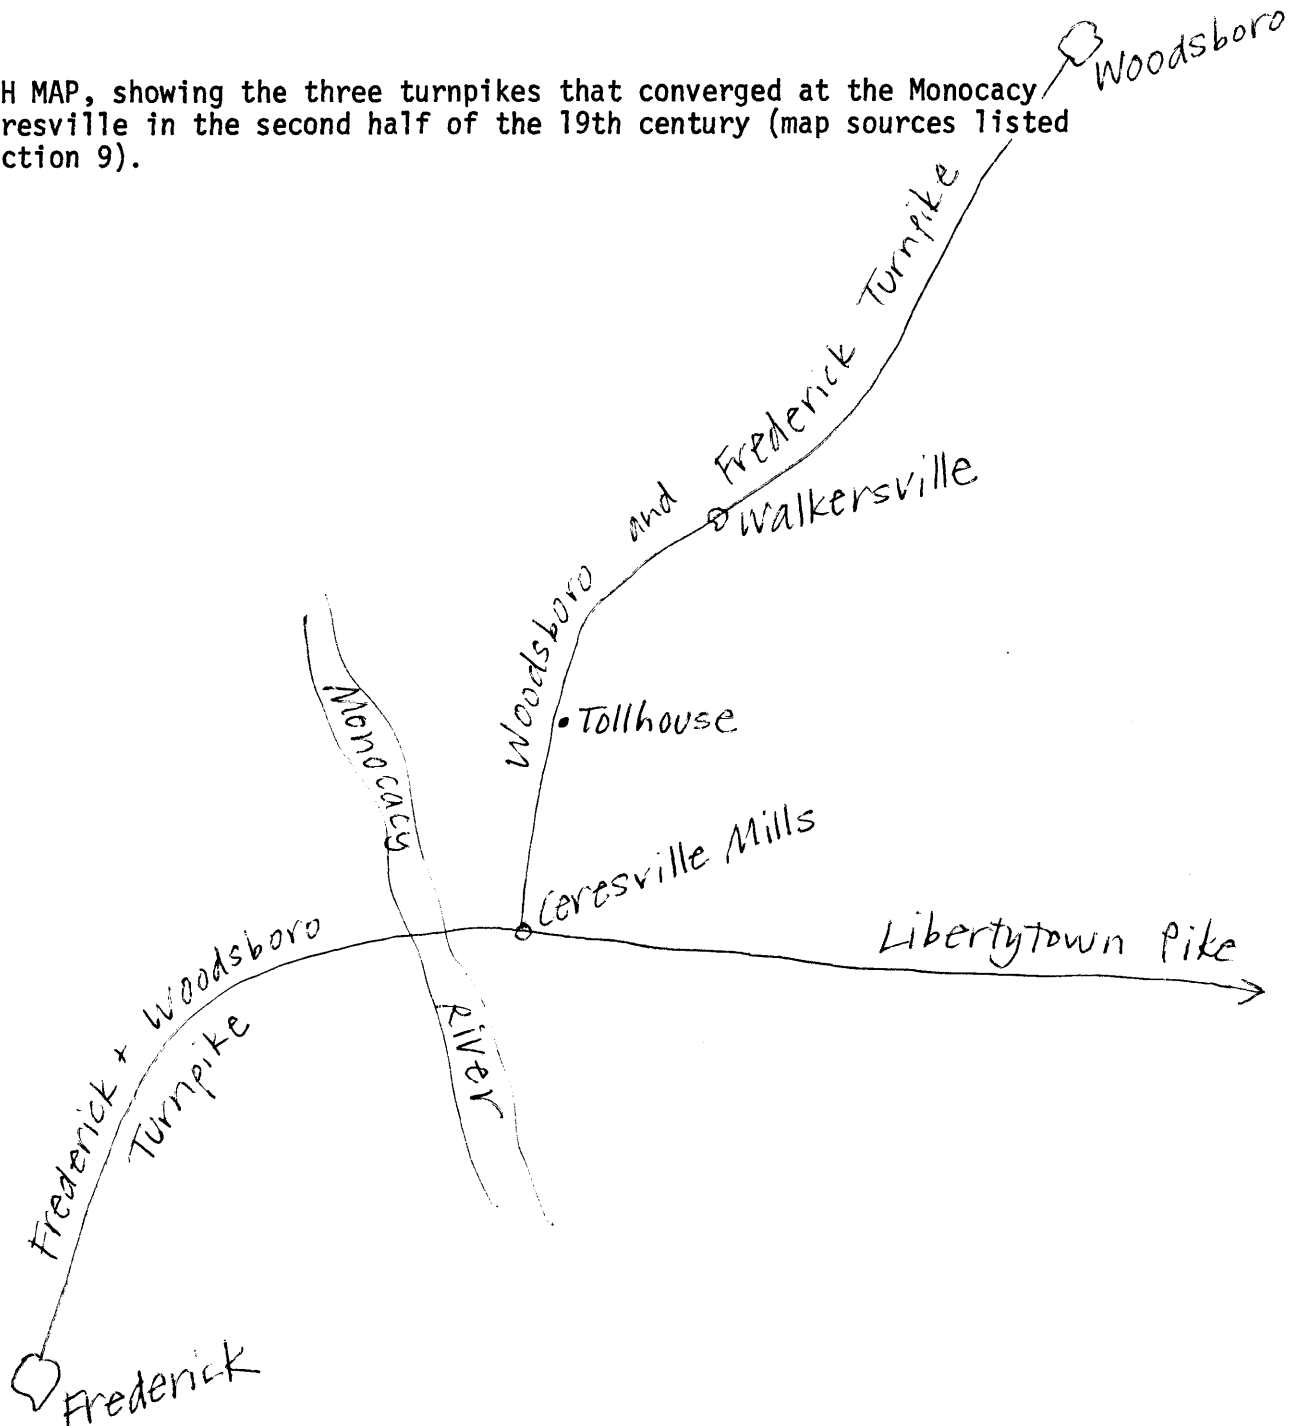 Woodsboro
H MAP, showing the three turnpikes that converged at the Monocacy
resville in the second half of the 19th century (map sources listed
ction 9).
Woodsboro and Frederick Turnpike
Walkersville
Monocacy River
Tollhouse
Ceresville Mills
Libertytown Pike
Frederick + Woodsboro
Turnpike
Frederick